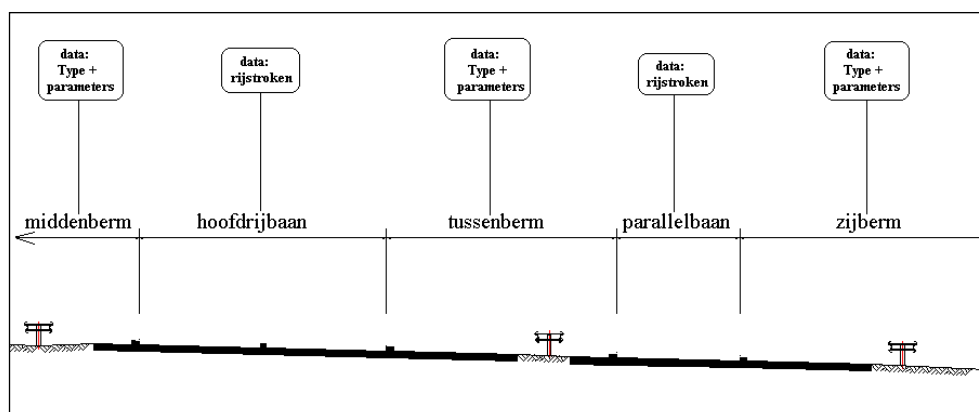 data:
Type +
parameters
data:
rijstroken
data:
Type +
parameters
data:
rijstroken
data:
Type +
parameters
middenberm
hoofdrijbaan
tussenberm
parallelbaan
zijberm